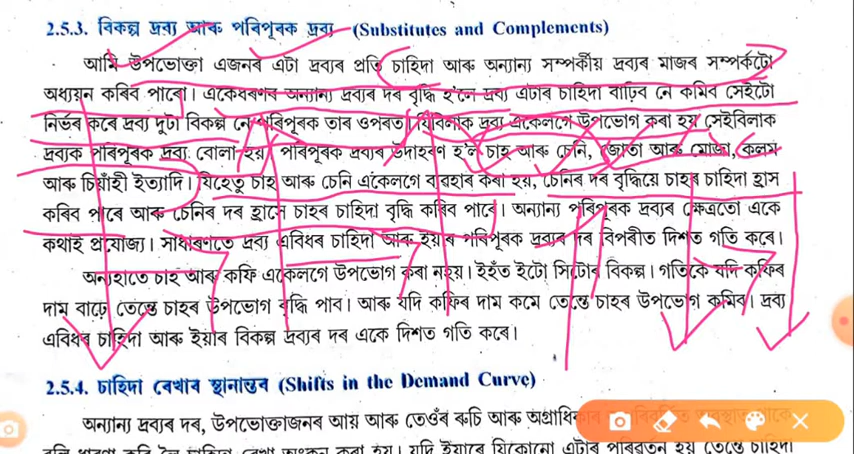 2.5.3. বিকল্প দ্ৰব্য আৰু পৰিপূৰক দ্ৰব্য (Substitutes and Complements)
আমি উপভোক্তা এজনৰ এটা দ্ৰব্যৰ প্ৰতি চাহিদা আৰু অন্যান্য সম্পৰ্কীয় দ্ৰব্যৰ মাজৰ সম্পৰ্কটো
অধ্যয়ন কৰিব পাৰো। একেধৰণৰ অন্যান্য দ্ৰব্যৰ দৰ বৃদ্ধি হ'লে দ্ৰব্য এটাৰ চাহিদা বাঢ়িব নে কমিব সেইটো
নিৰ্ভৰ কৰে দ্ৰব্য দুটা বিকল্প নে পৰিপূৰক তাৰ ওপৰত। যিবিলাক দ্ৰব্য একেলগে উপভোগ কৰা হয় সেইবিলাক
দ্ৰব্যক পৰিপূৰক দ্ৰব্য বোলা হয়। পৰিপূৰক দ্ৰব্যৰ উদাহৰণ হ'ল চাহ আৰু চেনি, জোতা আৰু মোজা, কলম
আৰু চিয়াঁহী ইত্যাদি। যিহেতু চাহ আৰু চেনি একেলগে ব্যৱহাৰ কৰা হয়, চেনিৰ দৰ বৃদ্ধিয়ে চাহৰ চাহিদা হ্ৰাস
কৰিব পাৰে আৰু চেনিৰ দৰ হ্ৰাসে চাহৰ চাহিদা বৃদ্ধি কৰিব পাৰে। অন্যান্য পৰিপূৰক দ্ৰব্যৰ ক্ষেত্ৰতো একে
কথাই প্ৰযোজ্য। সাধাৰণতে দ্ৰব্য এবিধৰ চাহিদা আৰু ইয়াৰ পৰিপূৰক দ্ৰব্যৰ দৰ বিপৰীত দিশত গতি কৰে।
অন্যহাতে চাহ আৰু কফি একেলগে উপভোগ কৰা নহয়। ইহঁত ইটো সিটোৰ বিকল্প। গতিকে যদি কফিৰ
দাম বাঢ়ে তেন্তে চাহৰ উপভোগ বৃদ্ধি পাব। আৰু যদি কফিৰ দাম কমে তেন্তে চাহৰ উপভোগ কমিব। দ্ৰব্য
এবিধৰ চাহিদা আৰু ইয়াৰ বিকল্প দ্ৰব্যৰ দৰ একে দিশত গতি কৰে।
2.5.4. চাহিদা ৰেখাৰ স্থানান্তৰ (Shifts in the Demand Curve)
অন্যান্য দ্ৰব্যৰ দৰ, উপভোক্তাজনৰ আয় আৰু তেওঁৰ ৰুচি আৰু